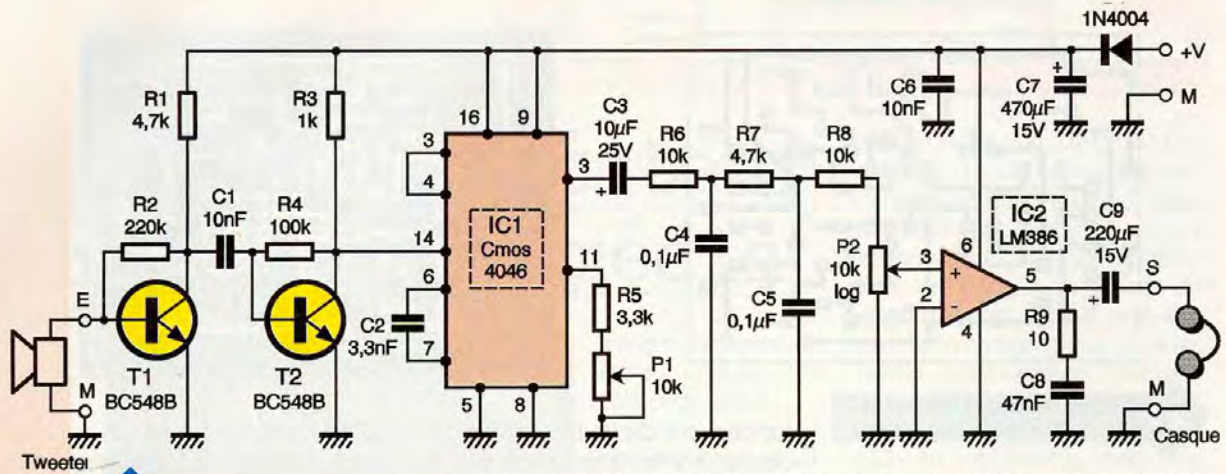 1N4004
+V
M
C6
10nF
C7
+
470µF
15V
R1
4,7k
R3
1k
16
9
C3
10µF
25V
+
R6
10k
R7
4,7k
R8
10k
3
4
3
R2
220k
C1
10nF
R4
100k
14
IC1
Cmos
4046
11
6
7
C2
3,3nF
5
8
R5
3,3k
P1
10k
C4
0,1µF
C5
0,1µF
P2
10k
log
IC2
LM386
6
3
+
2
-
5
4
C9
220µF
15V
+
S
R9
10
C8
47nF
M
Casque
E
M
T1
BC548B
T2
BC548B
Tweeter